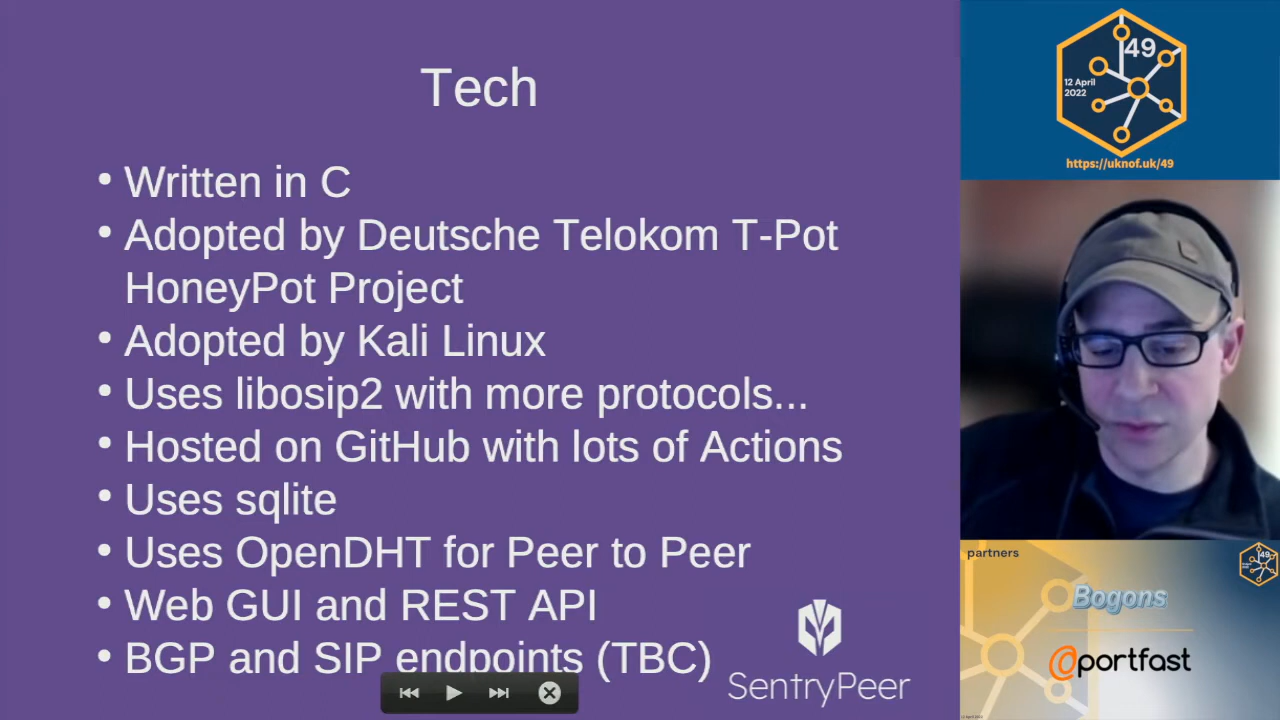 Tech
• Written in C
• Adopted by Deutsche Telokom T-Pot
HoneyPot Project
• Adopted by Kali Linux
• Uses libosip2 with more protocols...
• Hosted on GitHub with lots of Actions
• Uses sqlite
• Uses OpenDHT for Peer to Peer
• Web GUI and REST API
• BGP and SIP endpoints (TBC)
SentryPeer
49
12 April
2022
https://uknof.uk/49
partners
49
Bogons
@portfast